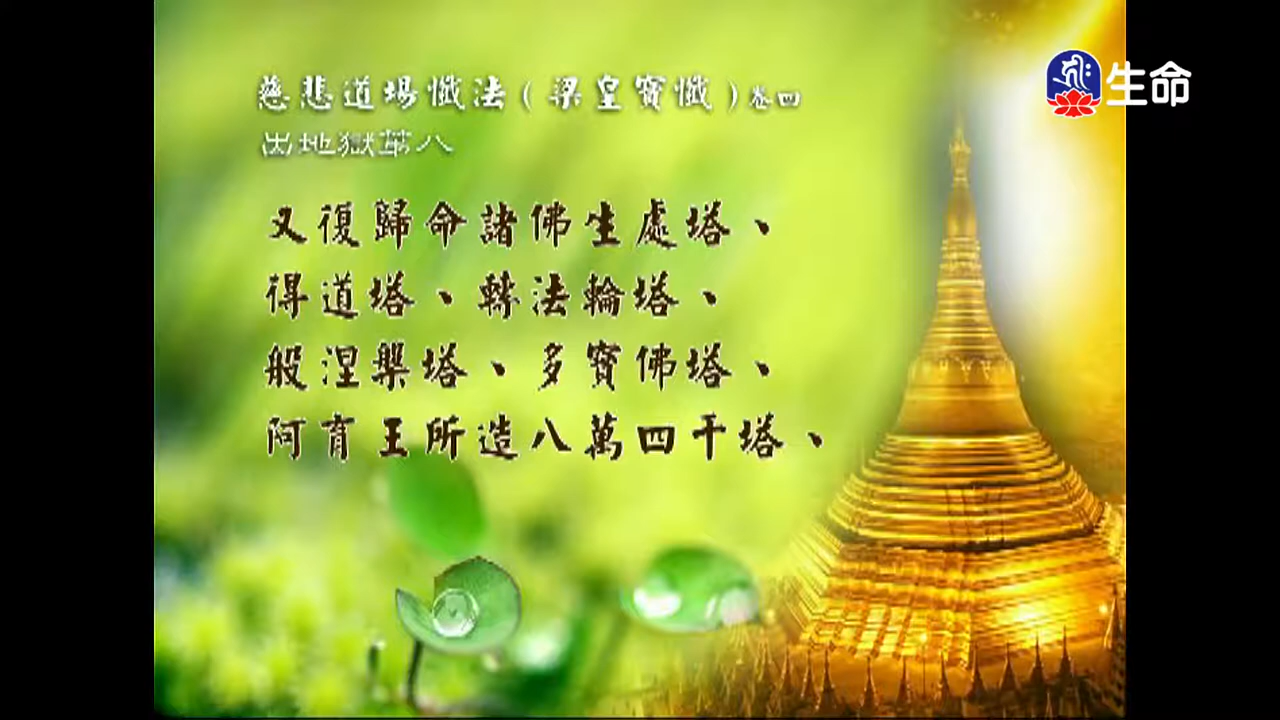 慈悲道場懺法(梁皇寶懺)卷四
出地獄第八
生命
又復歸命諸佛生處塔、
得道塔、轉法輪塔、
般涅槃塔、多寶佛塔、
阿育王所造八萬四千塔、